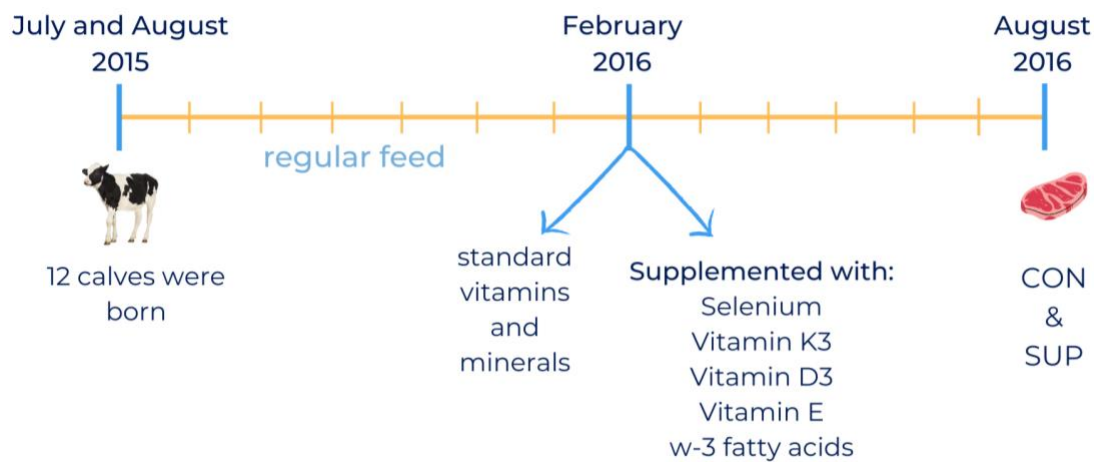 July and August
2015
February
2016
August
2016
regular feed
12 calves were
born
standard
vitamins
and
minerals
Supplemented with:
Selenium
Vitamin K3
Vitamin D3
Vitamin E
w-3 fatty acids
CON
&
SUP